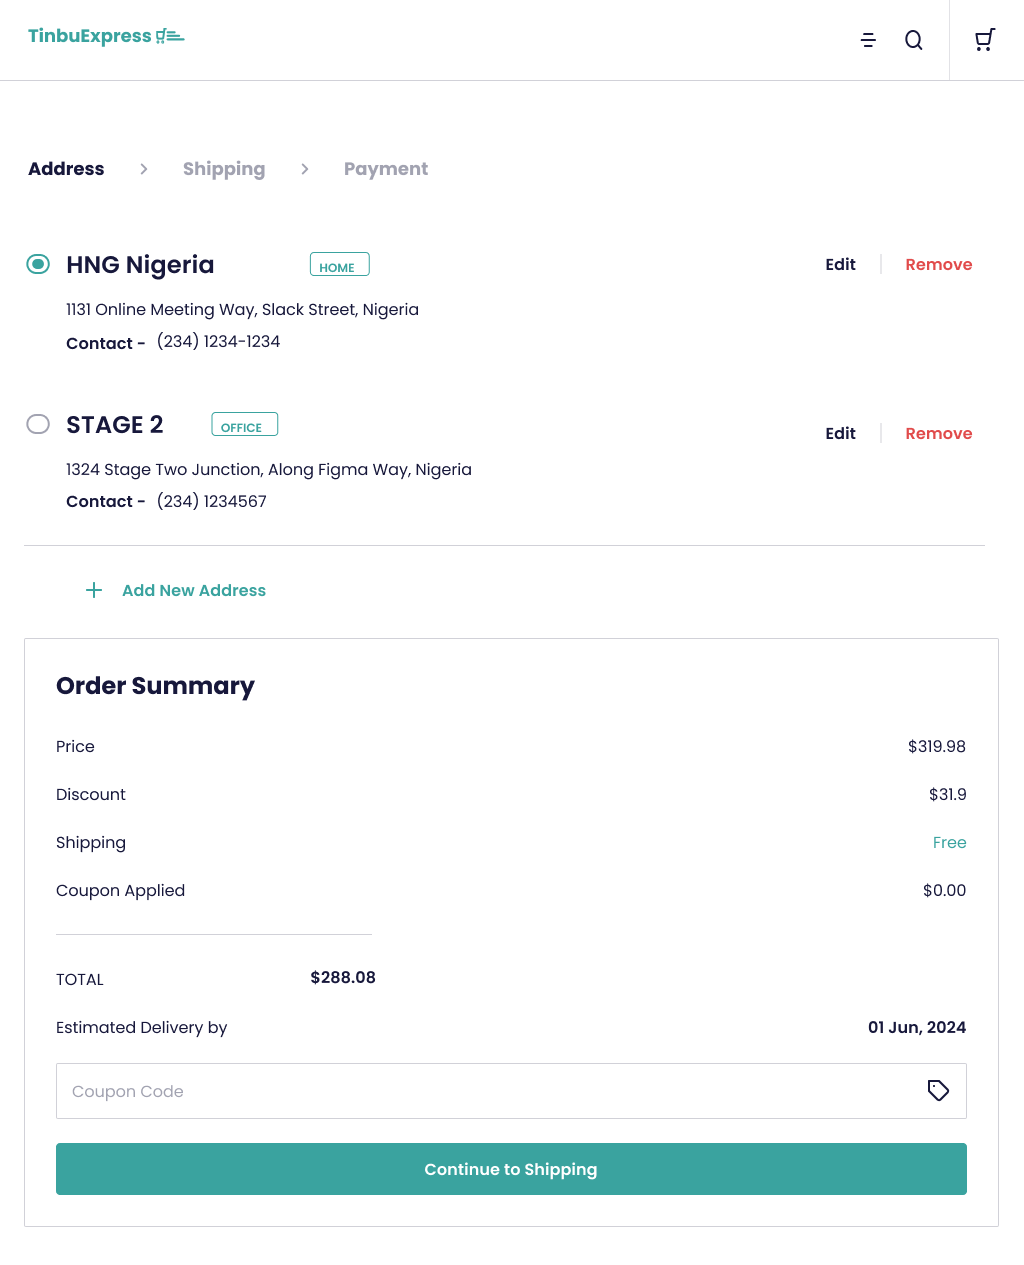 TinbuExpress
Address > Shipping > Payment
HNG Nigeria HOME Edit Remove
1131 Online Meeting Way, Slack Street, Nigeria
Contact - (234) 1234-1234
STAGE 2 OFFICE Edit Remove
1324 Stage Two Junction, Along Figma Way, Nigeria
Contact - (234) 1234567
+ Add New Address
Order Summary
Price $319.98
Discount $31.9
Shipping Free
Coupon Applied $0.00
TOTAL $288.08
Estimated Delivery by 01 Jun, 2024
Coupon Code
Continue to Shipping